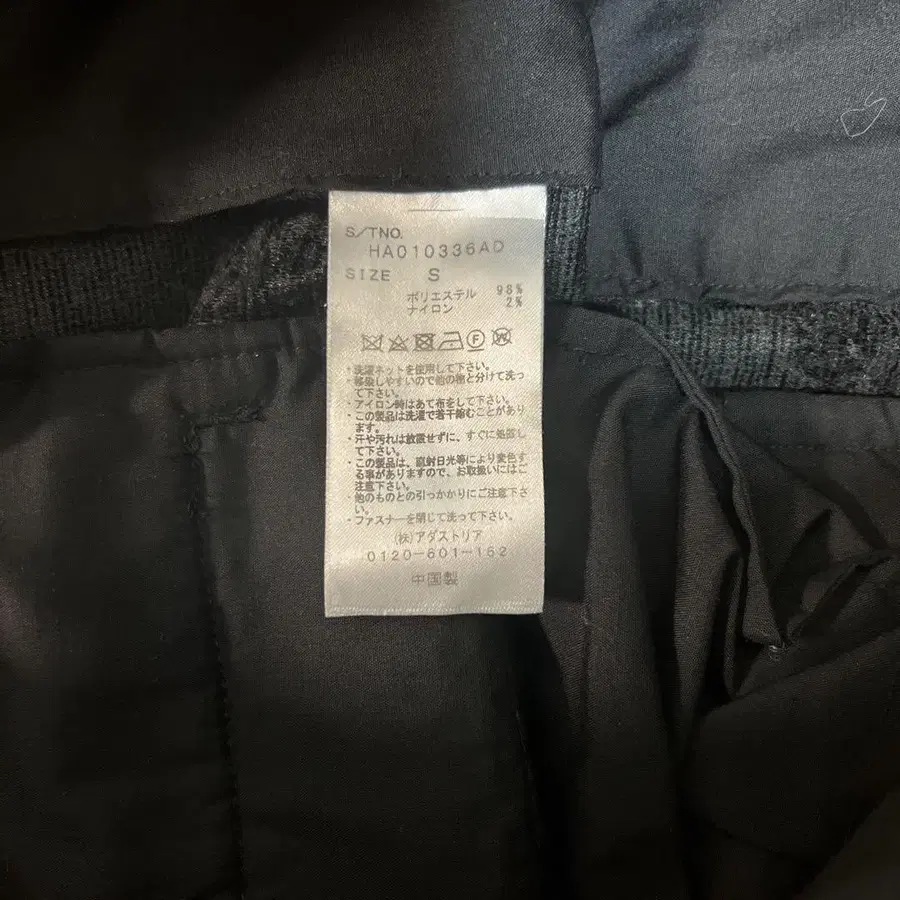 S/TNO.
HA010336AD
SIZE S
ポリエステル 98%
ナイロン 2%
・洗濯ネットを使用して下さい。
・移染しやすいので他の物と分けて洗っ
て下さい。
・アイロン時はあて布をして下さい。
・この製品は洗濯で若干縮むことがあり
ます。
・汗や汚れは放置せずに、すぐに処置し
て下さい。
・この製品は、直射日光等により変色す
る事がありますので、お取扱いにはご
注意下さい。
・他のものとの引っかかりにご注意下さ
い。
・ファスナーを閉じて洗って下さい。
(株)アダストリア
0120-601-162
中国製